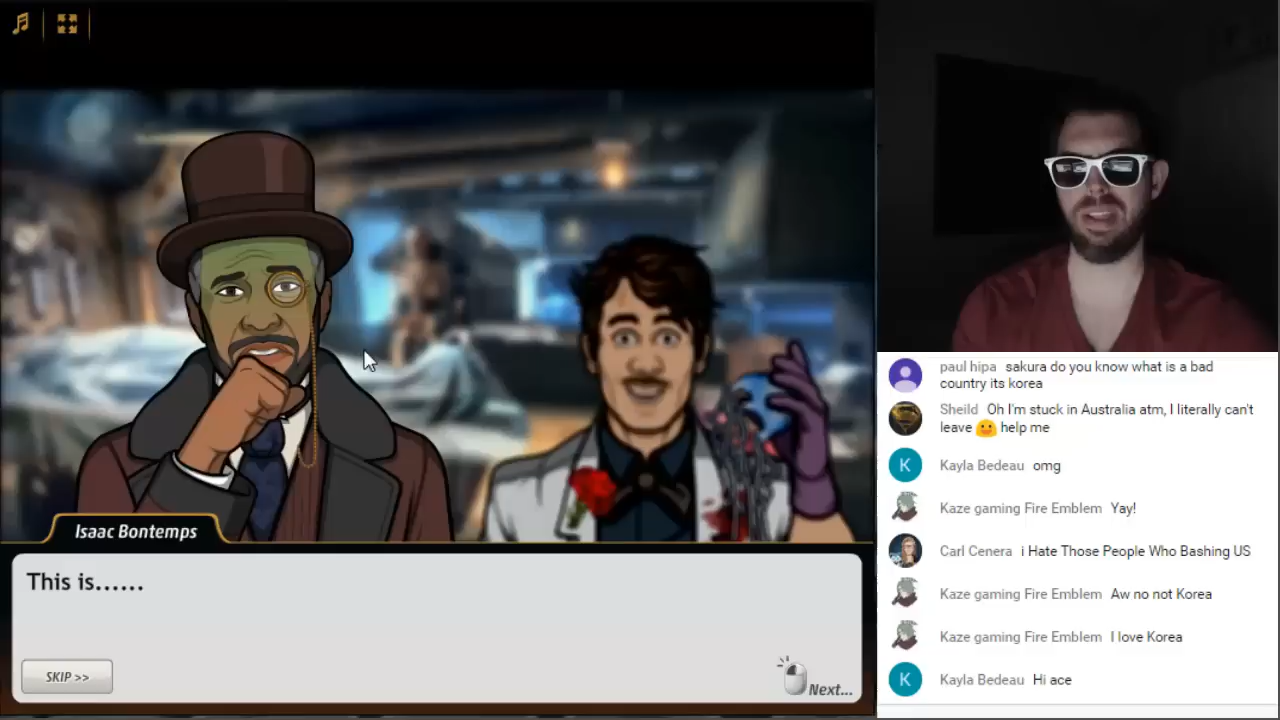 Isaac Bontemps
This is......
SKIP >>
Next...
paul hipa sakura do you know what is a bad
country its korea
Sheild Oh I'm stuck in Australia atm, I literally can't
leave help me
Kayla Bedeau omg
Kaze gaming Fire Emblem Yay!
Carl Cenera i Hate Those People Who Bashing US
Kaze gaming Fire Emblem Aw no not Korea
Kaze gaming Fire Emblem I love Korea
Kayla Bedeau Hi ace